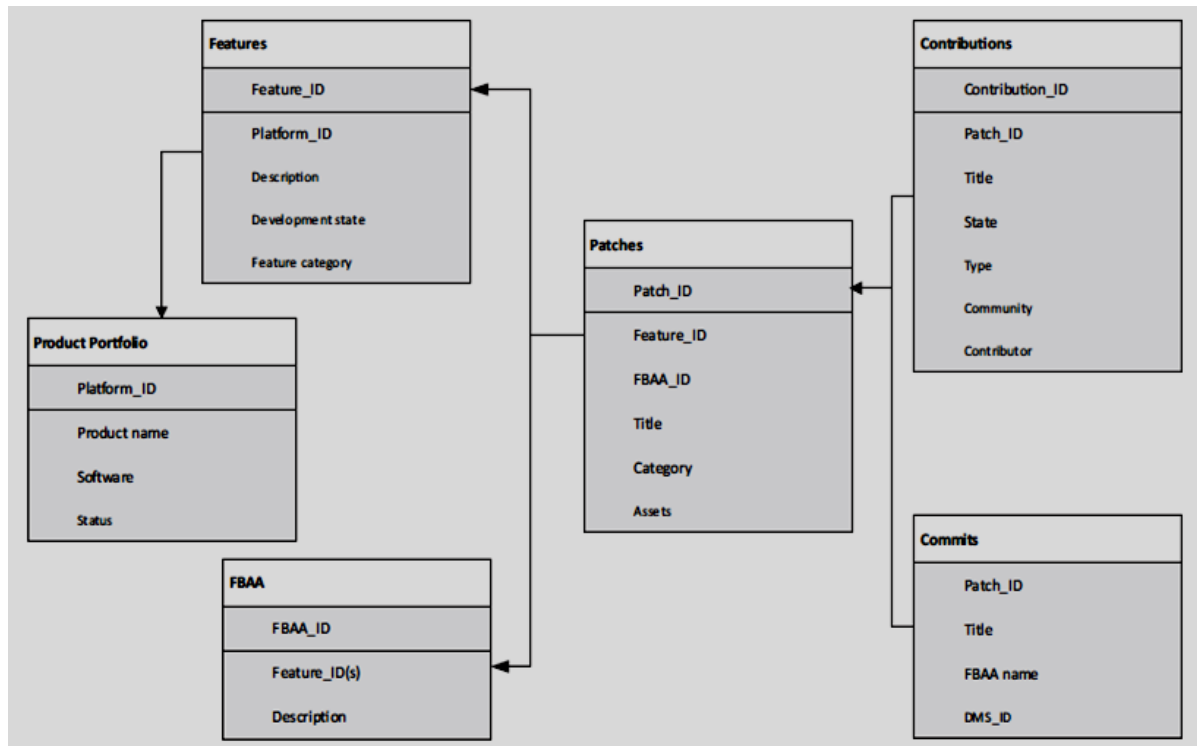 Features
Feature_ID
Platform_ID
Description
Development state
Feature category
Product Portfolio
Platform_ID
Product name
Software
Status
FBAA
FBAA_ID
Feature_ID(s)
Description
Patches
Patch_ID
Feature_ID
FBAA_ID
Title
Category
Assets
Contributions
Contribution_ID
Patch_ID
Title
State
Type
Community
Contributor
Commits
Patch_ID
Title
FBAA name
DMS_ID